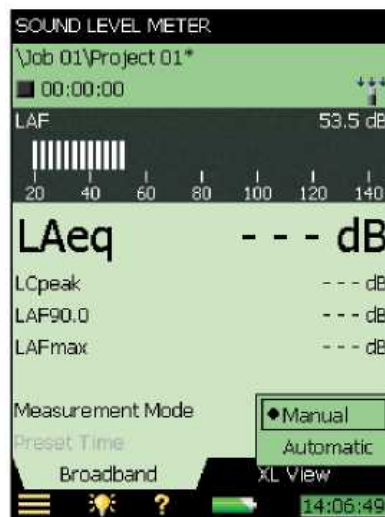 SOUND LEVEL METER
\Job 01\Project 01*
00:00:00
LAF 53.5 dB
20 40 60 80 100 120 140
LAeq - - - dB
LCpeak - - - dB
LAF90.0 - - - dB
LAFmax - - - dB
Measurement Mode Manual
Preset Time Automatic
Broadband XL View
? 14:06:49